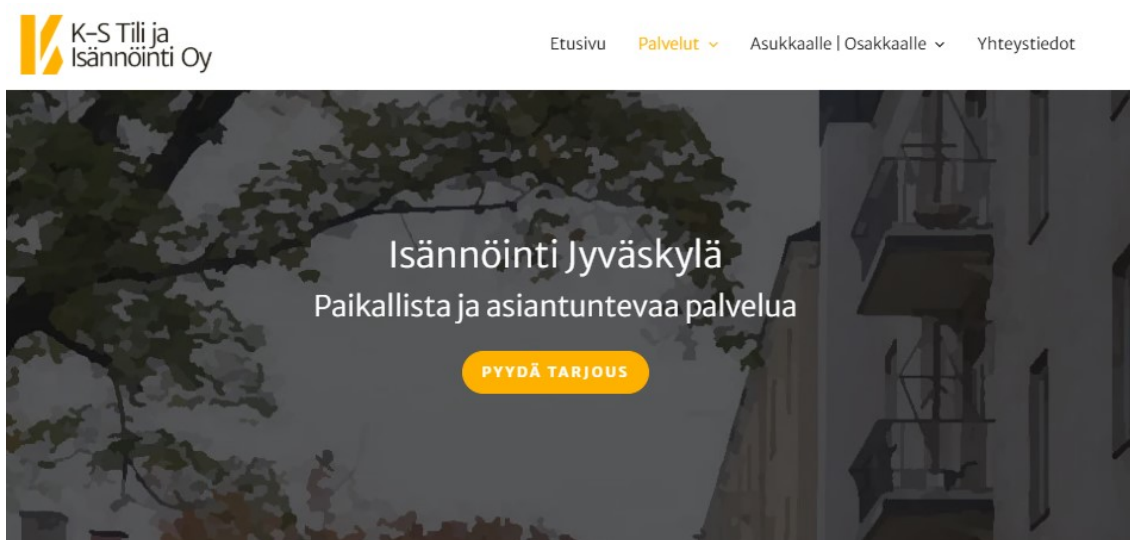 K-S Tili ja
Isännöinti Oy
Etusivu Palvelut Asukkaalle | Osakkaalle Yhteystiedot
Isännöinti Jyväskylä
Paikallista ja asiantuntevaa palvelua
PYYDÄ TARJOUS